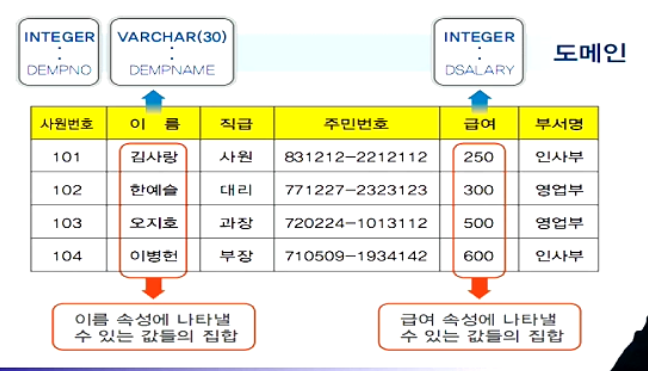 INTEGER VARCHAR(30) INTEGER
DEMPNO DEMPNAME DSALARY
도메인
사원번호 이 름 직급 주민번호 급여 부서명
101 김사랑 사원 831212-2212112 250 인사부
102 한예슬 대리 771227-2323123 300 영업부
103 오지호 과장 720224-1013112 500 영업부
104 이병헌 부장 710509-1934142 600 인사부
이름 속성에 나타낼
수 있는 값들의 집합
급여 속성에 나타낼
수 있는 값들의 집합